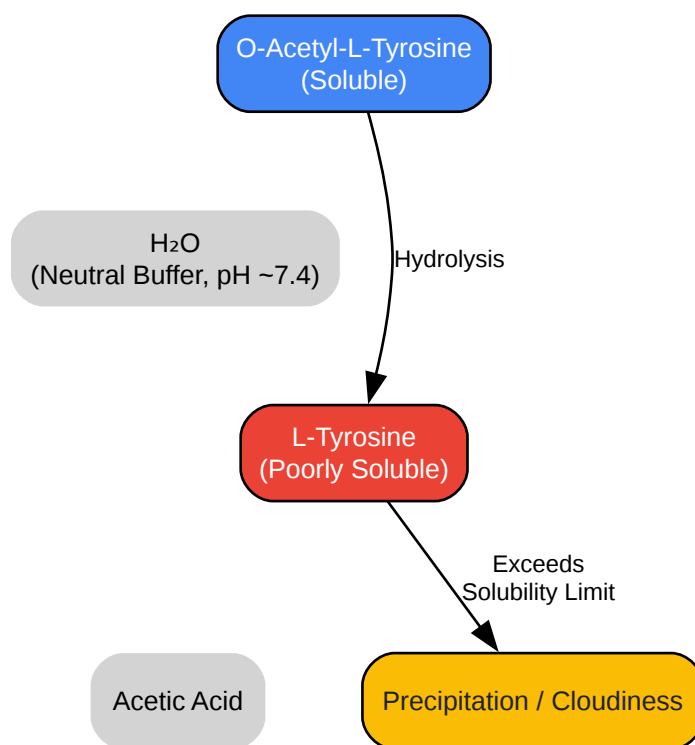 O-Acetyl-L-Tyrosine
(Soluble)
H₂O
(Neutral Buffer, pH ~7.4)
Hydrolysis
L-Tyrosine
(Poorly Soluble)
Exceeds
Solubility Limit
Acetic Acid
Precipitation / Cloudiness